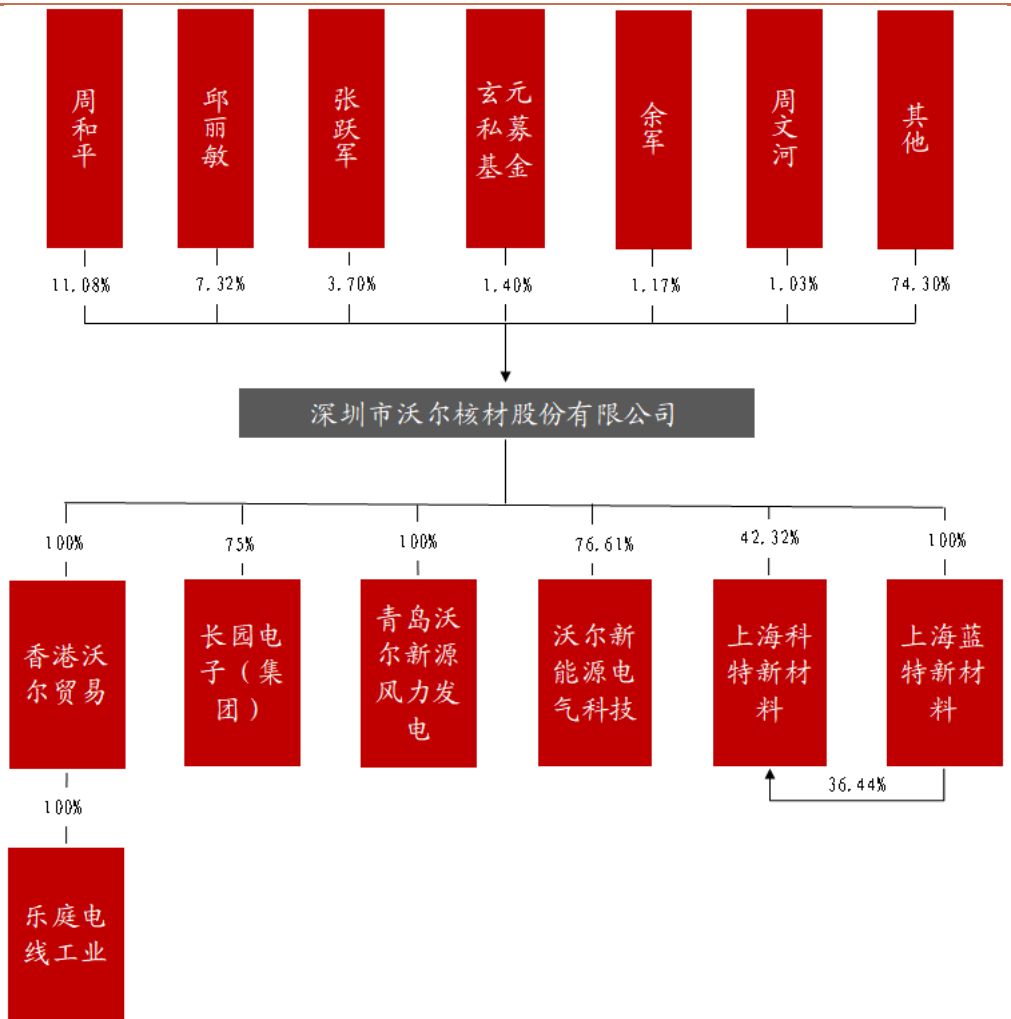 周和平
邱丽敏
张跃军
玄元
私募
基金
余军
周文河
其他
11.08%
7.32%
3.70%
1.40%
1.17%
1.03%
74.30%
深圳市沃尔核材股份有限公司
100%
75%
100%
76.61%
42.32%
100%
香港沃
尔贸易
长园电
子（集
团）
青岛沃
尔新源
风力发
电
沃尔新
能源电
气科技
上海科
特新材
料
上海蓝
特新材
料
36.44%
100%
乐庭电
线工业